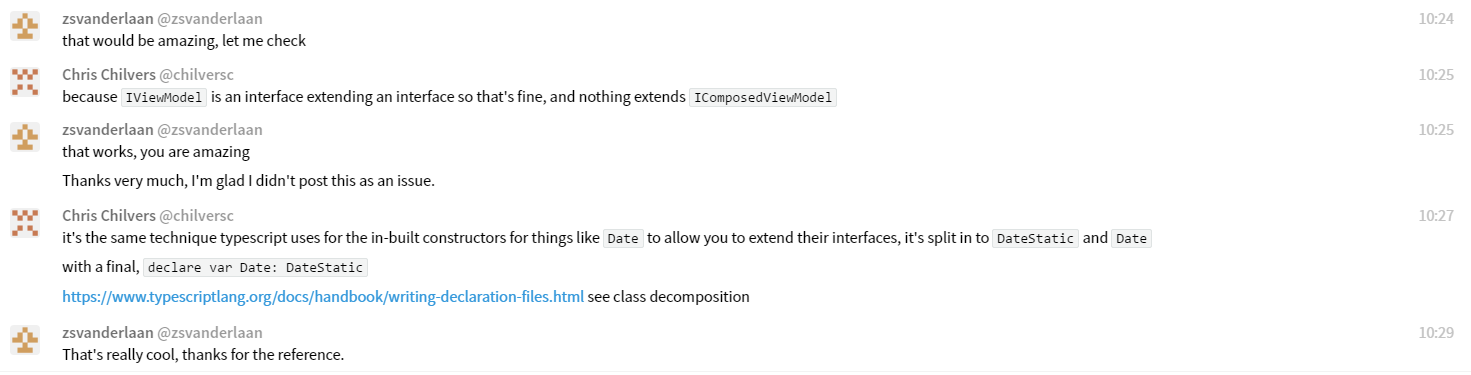 zsvanderlaan @zsvanderlaan 10:24
that would be amazing, let me check
Chris Chilvers @chilversc 10:25
because IViewModel is an interface extending an interface so that's fine, and nothing extends IComposedViewModel
zsvanderlaan @zsvanderlaan 10:25
that works, you are amazing
Thanks very much, I'm glad I didn't post this as an issue.
Chris Chilvers @chilversc 10:27
it's the same technique typescript uses for the in-built constructors for things like Date to allow you to extend their interfaces, it's split in to DateStatic and Date
with a final, declare var Date: DateStatic
https://www.typescriptlang.org/docs/handbook/writing-declaration-files.html see class decomposition
zsvanderlaan @zsvanderlaan 10:29
That's really cool, thanks for the reference.